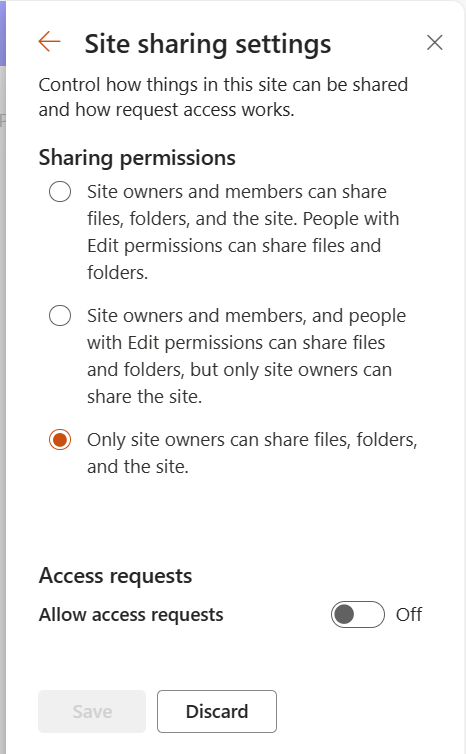 Site sharing settings
Control how things in this site can be shared
and how request access works.
Sharing permissions
Site owners and members can share
files, folders, and the site. People with
Edit permissions can share files and
folders.
Site owners and members, and people
with Edit permissions can share files
and folders, but only site owners can
share the site.
Only site owners can share files, folders,
and the site.
Access requests
Allow access requests Off
Save Discard